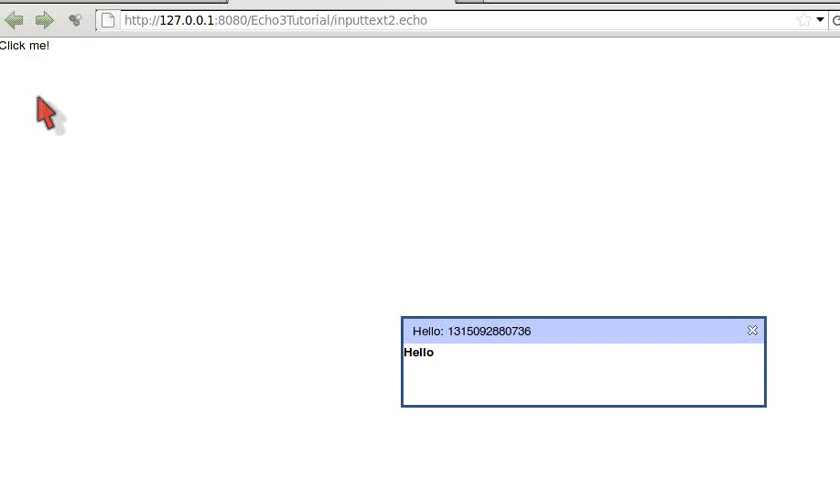 http://127.0.0.1:8080/Echo3Tutorial/inputtext2.echo
Click me!
Hello: 1315092880736
Hello